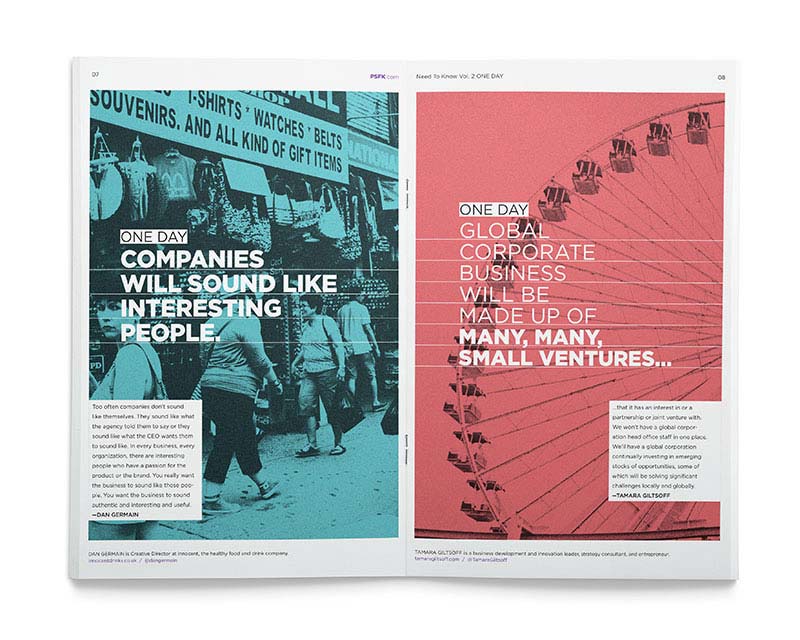 07
PSFK.com
T-SHIRTS * WATCHES * BELTS
SOUVENIRS. AND ALL KIND OF GIFT ITEMS
NATIONAL
ONE DAY
COMPANIES
WILL SOUND LIKE
INTERESTING
PEOPLE.
PD
Too often companies don't sound
like themselves. They sound like what
the agency told them to say or they
sound like what the CEO wants them
to sound like. In every business, every
organization, there are interesting
people who have a passion for the
product or the brand. You really want
the business to sound like those peo-
ple. You want the business to sound
authentic and interesting and useful.
—DAN GERMAIN
DAN GERMAIN is Creative Director at innocent, the healthy food and drink company.
innocentdrinks.co.uk / @dangermain
Need To Know Vol. 2 ONE DAY
08
ONE DAY
GLOBAL
CORPORATE
BUSINESS
WILL BE
MADE UP OF
MANY, MANY,
SMALL VENTURES...
...that it has an interest in or a
partnership or joint venture with.
We won't have a global corpor-
ation head office staff in one place.
We'll have a global corporation
continually investing in emerging
stocks of opportunities, some of
which will be solving significant
challenges locally and globally.
—TAMARA GILTSOFF
TAMARA GILTSOFF is a business development and innovation leader, strategy consultant, and entrepreneur.
tamaragiltsoff.com / @TamaraGiltsoff